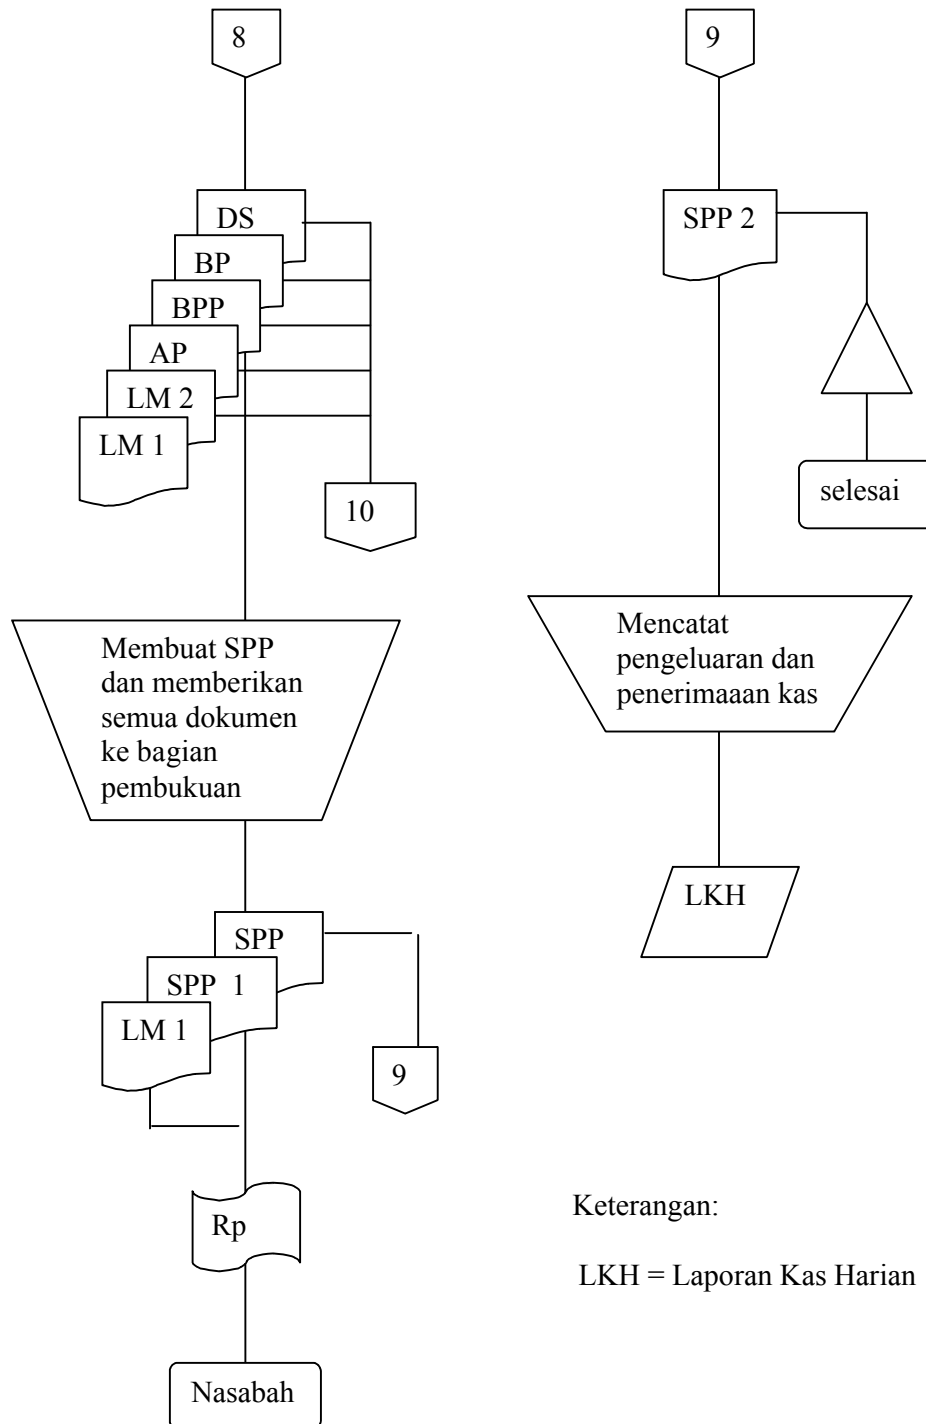 8
DS
BP
BPP
AP
LM 2
LM 1
10
Membuat SPP
dan memberikan
semua dokumen
ke bagian
pembukuan
SPP
SPP 1
LM 1
9
Rp
Nasabah
9
SPP 2
selesai
Mencatat
pengeluaran dan
penerimaaan kas
LKH
Keterangan:
LKH = Laporan Kas Harian